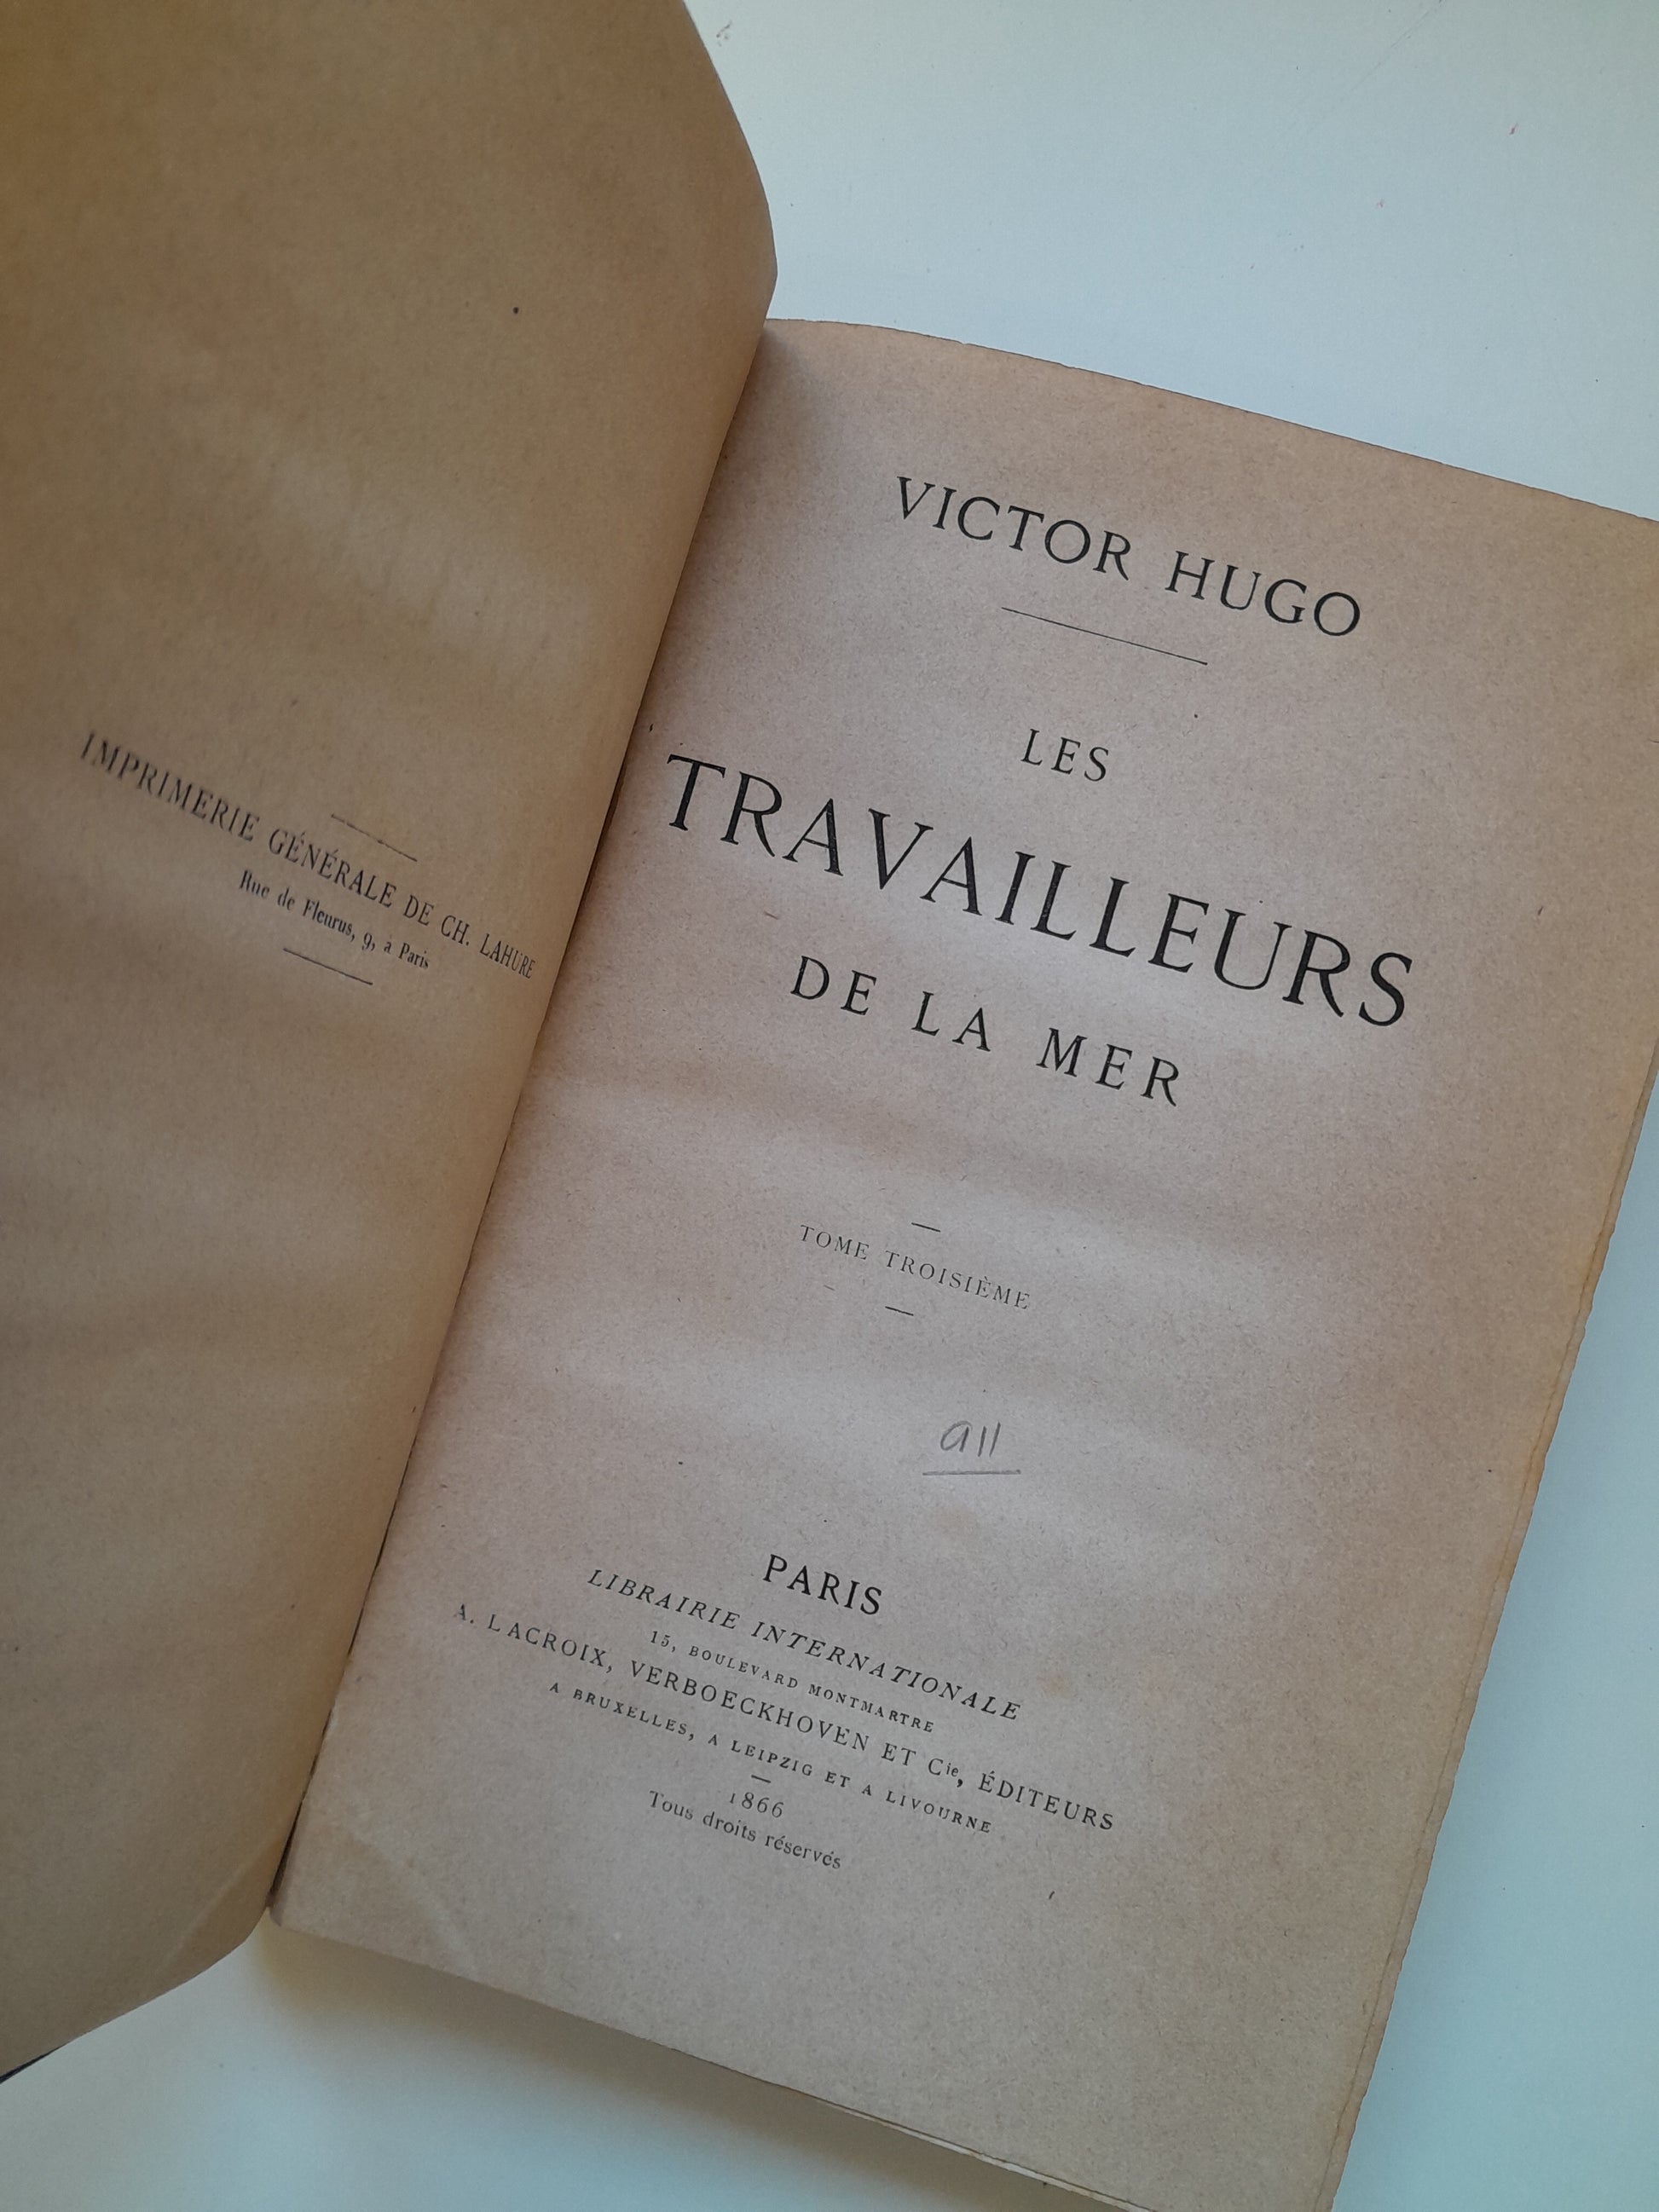 IMPRIMERIE GÉNÉRALE DE CH. LAHURE
Rue de Fleurus, 9, à Paris
VICTOR HUGO
LES
TRAVAILLEURS
DE LA MER
TOME TROISIÈME
911
PARIS
LIBRAIRIE INTERNATIONALE
15, BOULEVARD MONTMARTRE
A. LACROIX, VERBOECKHOVEN ET Cie, ÉDITEURS
A BRUXELLES, A LEIPZIG ET A LIVOURNE
1866
Tous droits réservés